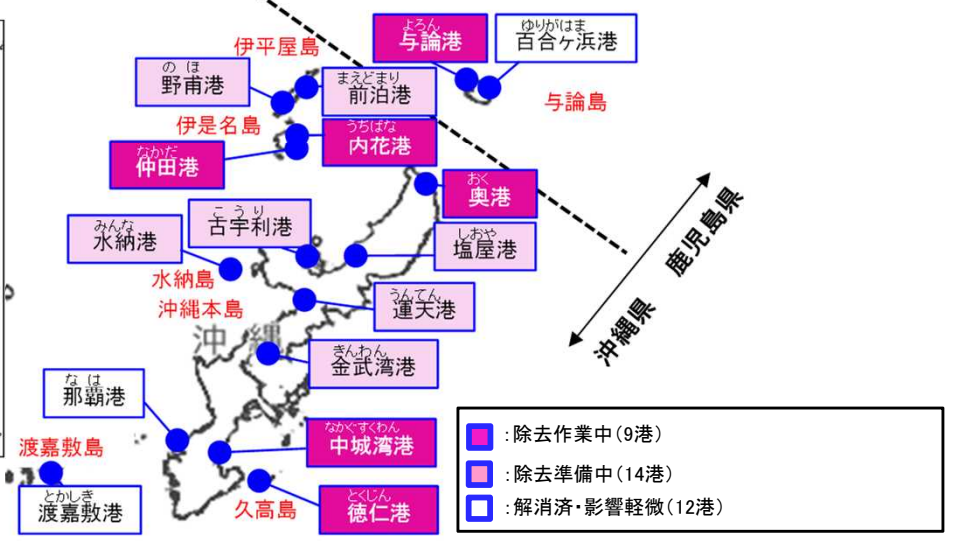 よろん
与論港
ゆりがはま
百合ヶ浜港
与論島
伊平屋島
のほ
野甫港
まえどまり
前泊港
伊是名島
うちばな
内花港
なかだ
仲田港
おく
奥港
こうり
古宇利港
みんな
水納港
しおや
塩屋港
水納島
沖縄本島
うんてん
運天港
沖縄
きんわん
金武湾港
なは
那覇港
なかぐすくわん
中城湾港
渡嘉敷島
とかしき
渡嘉敷港
久高島
とくじん
徳仁港
鹿児島県
沖縄県
:除去作業中(9港)
:除去準備中(14港)
:解消済・影響軽微(12港)